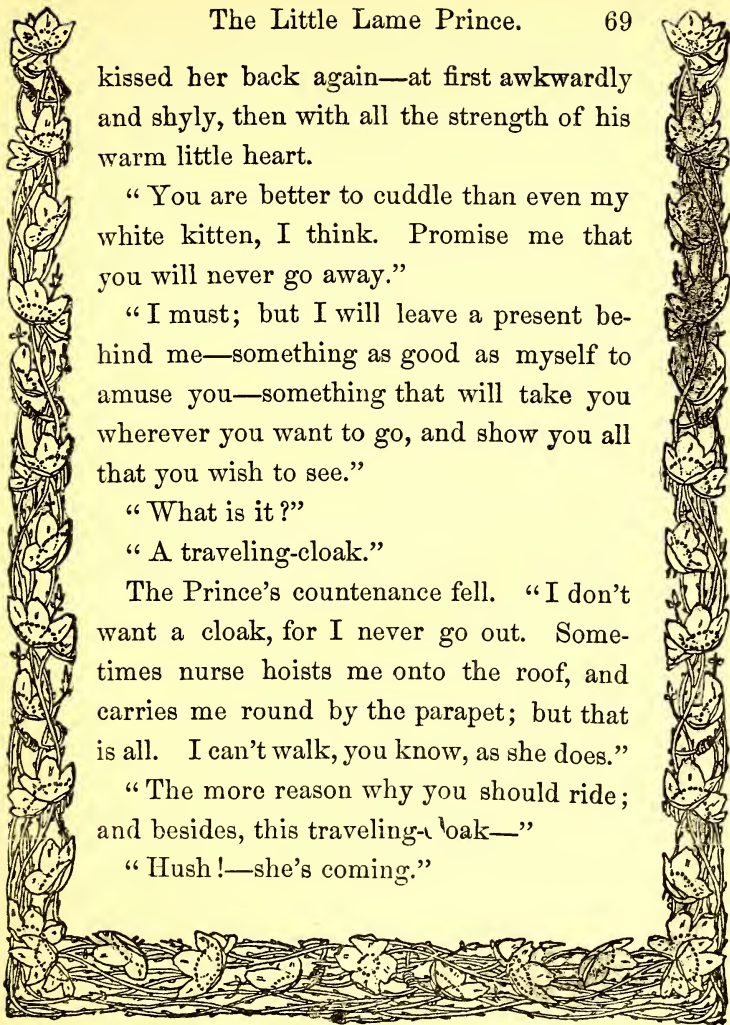 The Little Lame Prince. 69
kissed her back again—at first awkwardly
and shyly, then with all the strength of his
warm little heart.
“ You are better to cuddle than even my
white kitten, I think. Promise me that
you will never go away.”
“ I must; but I will leave a present be-
hind me—something as good as myself to
amuse you—something that will take you
wherever you want to go, and show you all
that you wish to see.”
“ What is it ?”
“ A traveling-cloak.”
The Prince’s countenance fell. “ I don’t
want a cloak, for I never go out. Some-
times nurse hoists me onto the roof, and
carries me round by the parapet; but that
is all. I can’t walk, you know, as she does.”
“ The more reason why you should ride;
and besides, this traveling-cloak—”
“ Hush !—she’s coming.”